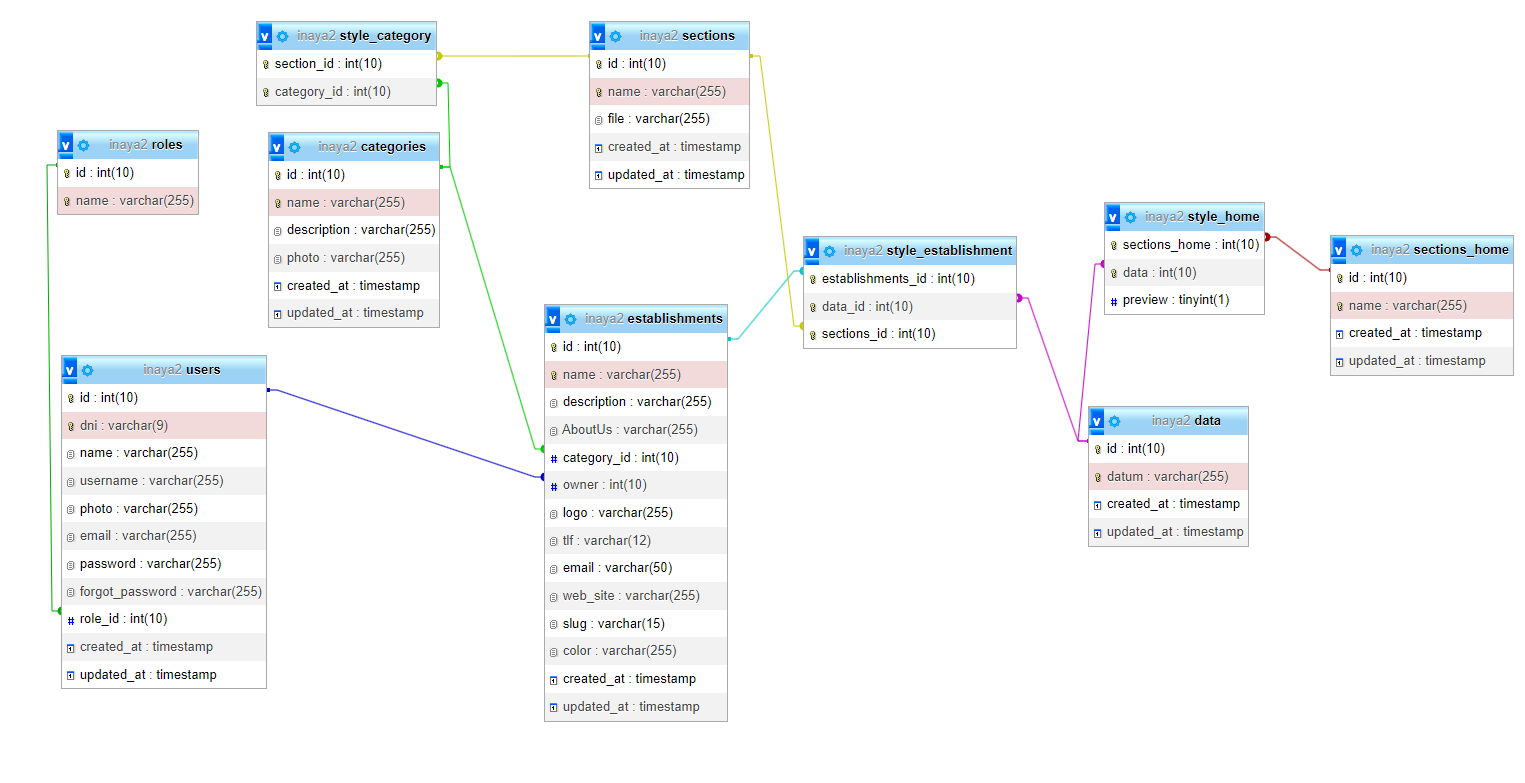 inaya2 style_category
section_id : int(10)
category_id : int(10)
inaya2 sections
id : int(10)
name : varchar(255)
file : varchar(255)
created_at : timestamp
updated_at : timestamp
inaya2 roles
id : int(10)
name : varchar(255)
inaya2 categories
id : int(10)
name : varchar(255)
description : varchar(255)
photo : varchar(255)
created_at : timestamp
updated_at : timestamp
inaya2 style_home
sections_home : int(10)
data : int(10)
preview : tinyint(1)
inaya2 style_establishment
establishments_id : int(10)
data_id : int(10)
sections_id : int(10)
inaya2 sections_home
id : int(10)
name : varchar(255)
created_at : timestamp
updated_at : timestamp
inaya2 establishments
id : int(10)
name : varchar(255)
description : varchar(255)
AboutUs : varchar(255)
category_id : int(10)
owner : int(10)
logo : varchar(255)
tlf : varchar(12)
email : varchar(50)
web_site : varchar(255)
slug : varchar(15)
color : varchar(255)
created_at : timestamp
updated_at : timestamp
inaya2 users
id : int(10)
dni : varchar(9)
name : varchar(255)
username : varchar(255)
photo : varchar(255)
email : varchar(255)
password : varchar(255)
forgot_password : varchar(255)
role_id : int(10)
created_at : timestamp
updated_at : timestamp
inaya2 data
id : int(10)
datum : varchar(255)
created_at : timestamp
updated_at : timestamp